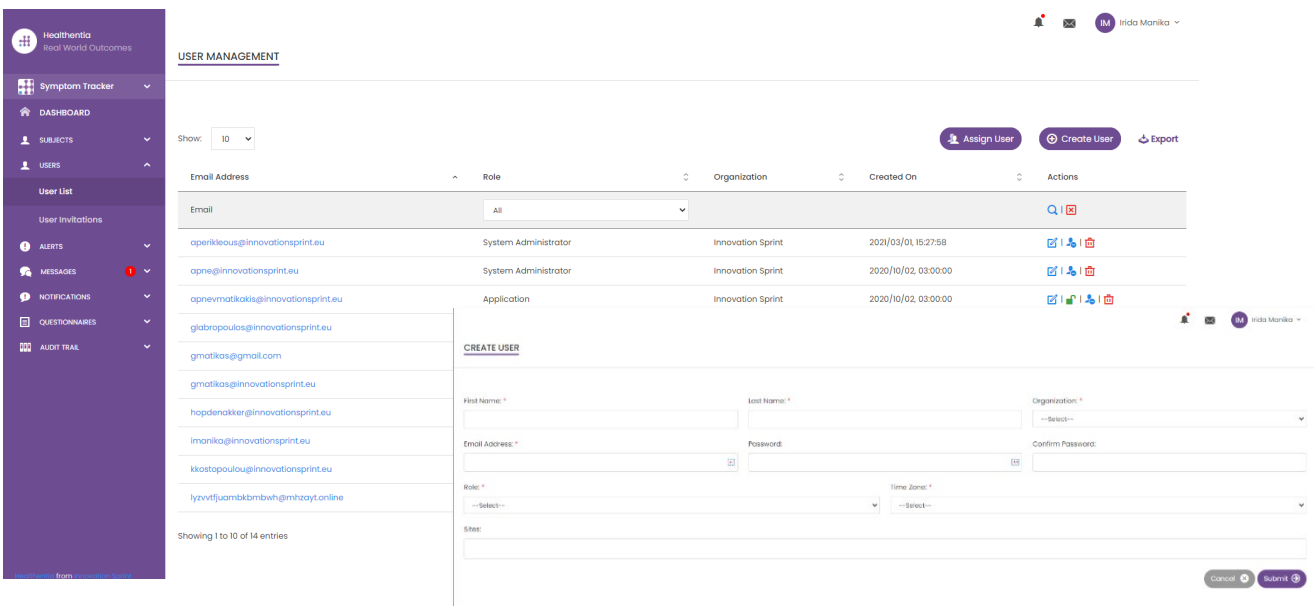 Healthentia
Real World Outcomes
Symptom Tracker
DASHBOARD
SUBJECTS
USERS
User List
User Invitations
ALERTS
MESSAGES 1
NOTIFICATIONS
QUESTIONNAIRES
AUDIT TRAIL
Healthentia from Innovation Sprint
IM Irida Manika
USER MANAGEMENT
Show: 10
Assign User Create User Export
Email Address Role Organization Created On Actions
Email All
aperikleous@innovationsprint.eu System Administrator Innovation Sprint 2021/03/01, 15:27:58
apne@innovationsprint.eu System Administrator Innovation Sprint 2020/10/02, 03:00:00
apnevmatikakis@innovationsprint.eu Application Innovation Sprint 2020/10/02, 03:00:00
glabropoulos@innovationsprint.eu
gmatikas@gmail.com
gmatikas@innovationsprint.eu
hopdenakker@innovationsprint.eu
imanika@innovationsprint.eu
kkostopoulou@innovationsprint.eu
lyzvvtfjuambkbmbwh@mhzayt.online
Showing 1 to 10 of 14 entries
IM Irida Manika
CREATE USER
First Name: * Last Name: * Organization: *
--Select--
Email Address: * Password: Confirm Password:
Role: * Time Zone: *
--Select-- --Select--
Sites:
Cancel Submit